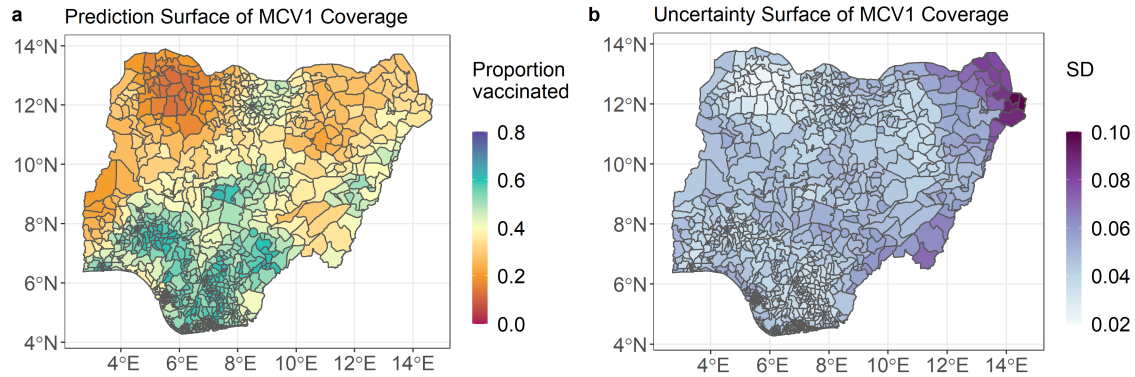 a
Prediction Surface of MCV1 Coverage
14°N
12°N
10°N
8°N
6°N
4°N
4°E 6°E 8°E 10°E 12°E 14°E
Proportion
vaccinated
0.8
0.6
0.4
0.2
0.0
b
Uncertainty Surface of MCV1 Coverage
14°N
12°N
10°N
8°N
6°N
4°N
4°E 6°E 8°E 10°E 12°E 14°E
SD
0.10
0.08
0.06
0.04
0.02